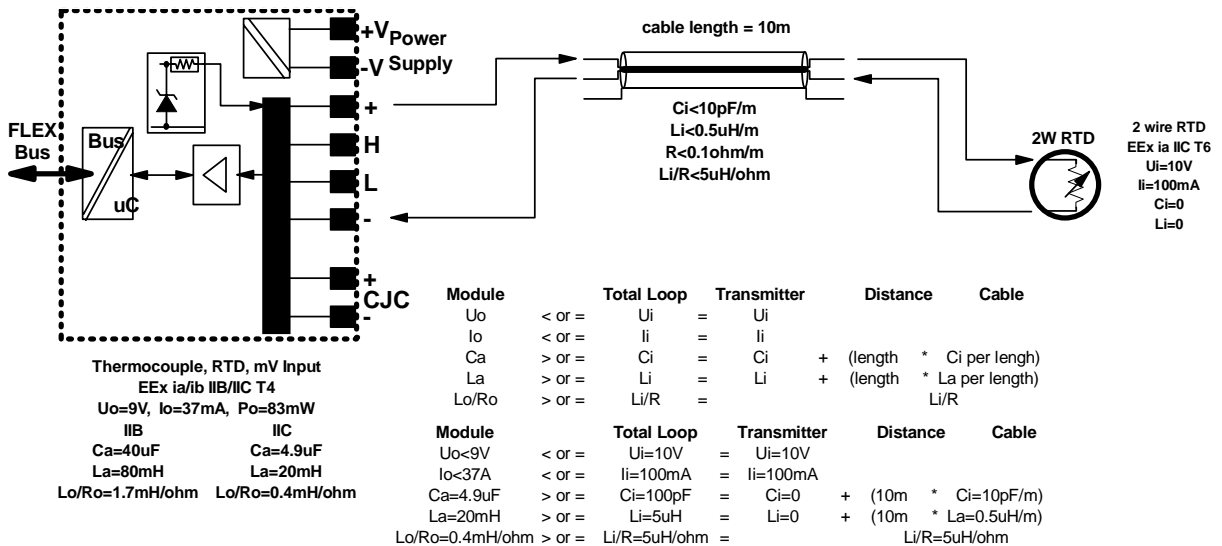 cable length = 10m
+V Power
-V Supply
+
H
L
-
+
CJC
-
FLEX
Bus
Bus
uC
Ci<10pF/m
Li<0.5uH/m
R<0.1ohm/m
Li/R<5uH/ohm
2W RTD
2 wire RTD
EEx ia IIC T6
Ui=10V
Ii=100mA
Ci=0
Li=0
Thermocouple, RTD, mV Input
EEx ia/ib IIB/IIC T4
Uo=9V, Io=37mA, Po=83mW
IIB IIC
Ca=40uF Ca=4.9uF
La=80mH La=20mH
Lo/Ro=1.7mH/ohm Lo/Ro=0.4mH/ohm
Module Total Loop Transmitter Distance Cable
Uo < or = Ui = Ui
Io < or = Ii = Ii
Ca > or = Ci = Ci + (length * Ci per lengh)
La > or = Li = Li + (length * La per length)
Lo/Ro > or = Li/R = Li/R
Module Total Loop Transmitter Distance Cable
Uo<9V < or = Ui=10V = Ui=10V
Io<37A < or = Ii=100mA = Ii=100mA
Ca=4.9uF > or = Ci=100pF = Ci=0 + (10m * Ci=10pF/m)
La=20mH > or = Li=5uH = Li=0 + (10m * La=0.5uH/m)
Lo/Ro=0.4mH/ohm > or = Li/R=5uH/ohm = Li/R=5uH/ohm